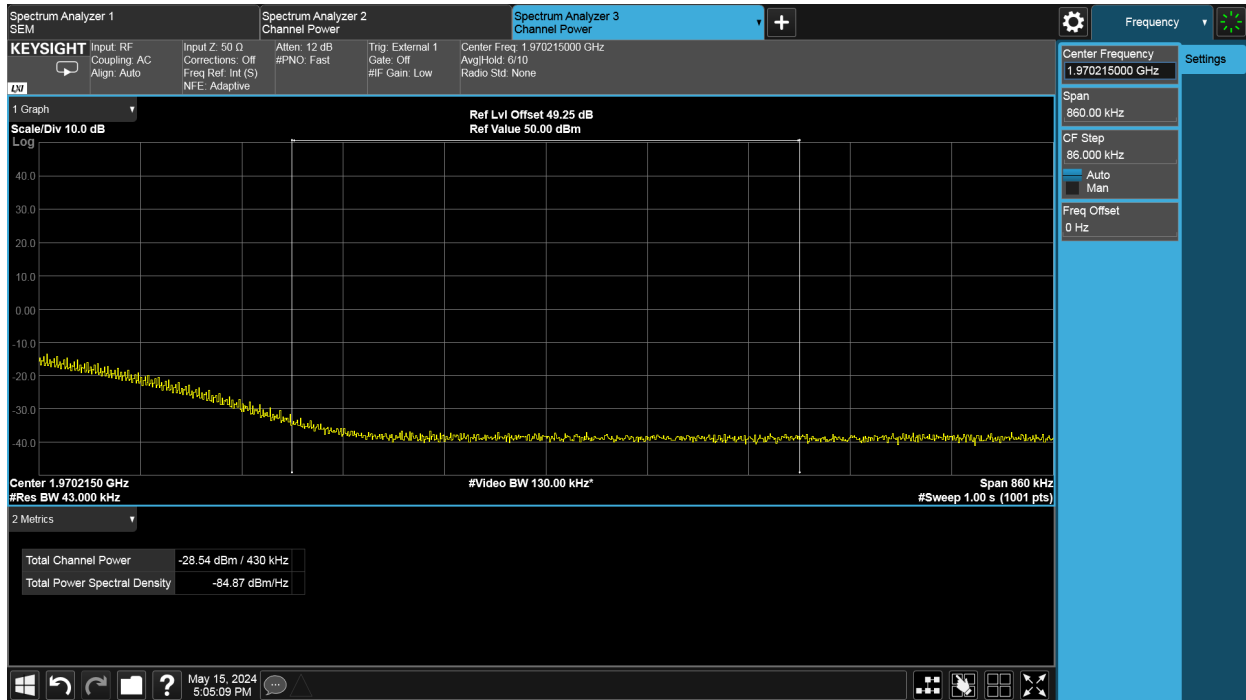 Spectrum Analyzer 1
SEM
Spectrum Analyzer 2
Channel Power
Spectrum Analyzer 3
Channel Power
Frequency
KEYSIGHT
LXI
Input: RF
Coupling: AC
Align: Auto
Input Z: 50 Ω
Corrections: Off
Freq Ref: Int (S)
NFE: Adaptive
Atten: 12 dB
#PNO: Fast
Trig: External 1
Gate: Off
#IF Gain: Low
Center Freq: 1.970215000 GHz
Avg|Hold: 6/10
Radio Std: None
Center Frequency
1.970215000 GHz
Settings
Span
860.00 kHz
CF Step
86.000 kHz
Auto
Man
Freq Offset
0 Hz
1 Graph
Scale/Div 10.0 dB
Ref Lvl Offset 49.25 dB
Ref Value 50.00 dBm
Log
40.0
30.0
20.0
10.0
0.00
-10.0
-20.0
-30.0
-40.0
Center 1.9702150 GHz
#Video BW 130.00 kHz*
Span 860 kHz
#Res BW 43.000 kHz
#Sweep 1.00 s (1001 pts)
2 Metrics
Total Channel Power -28.54 dBm / 430 kHz
Total Power Spectral Density -84.87 dBm/Hz
May 15, 2024
5:05:09 PM